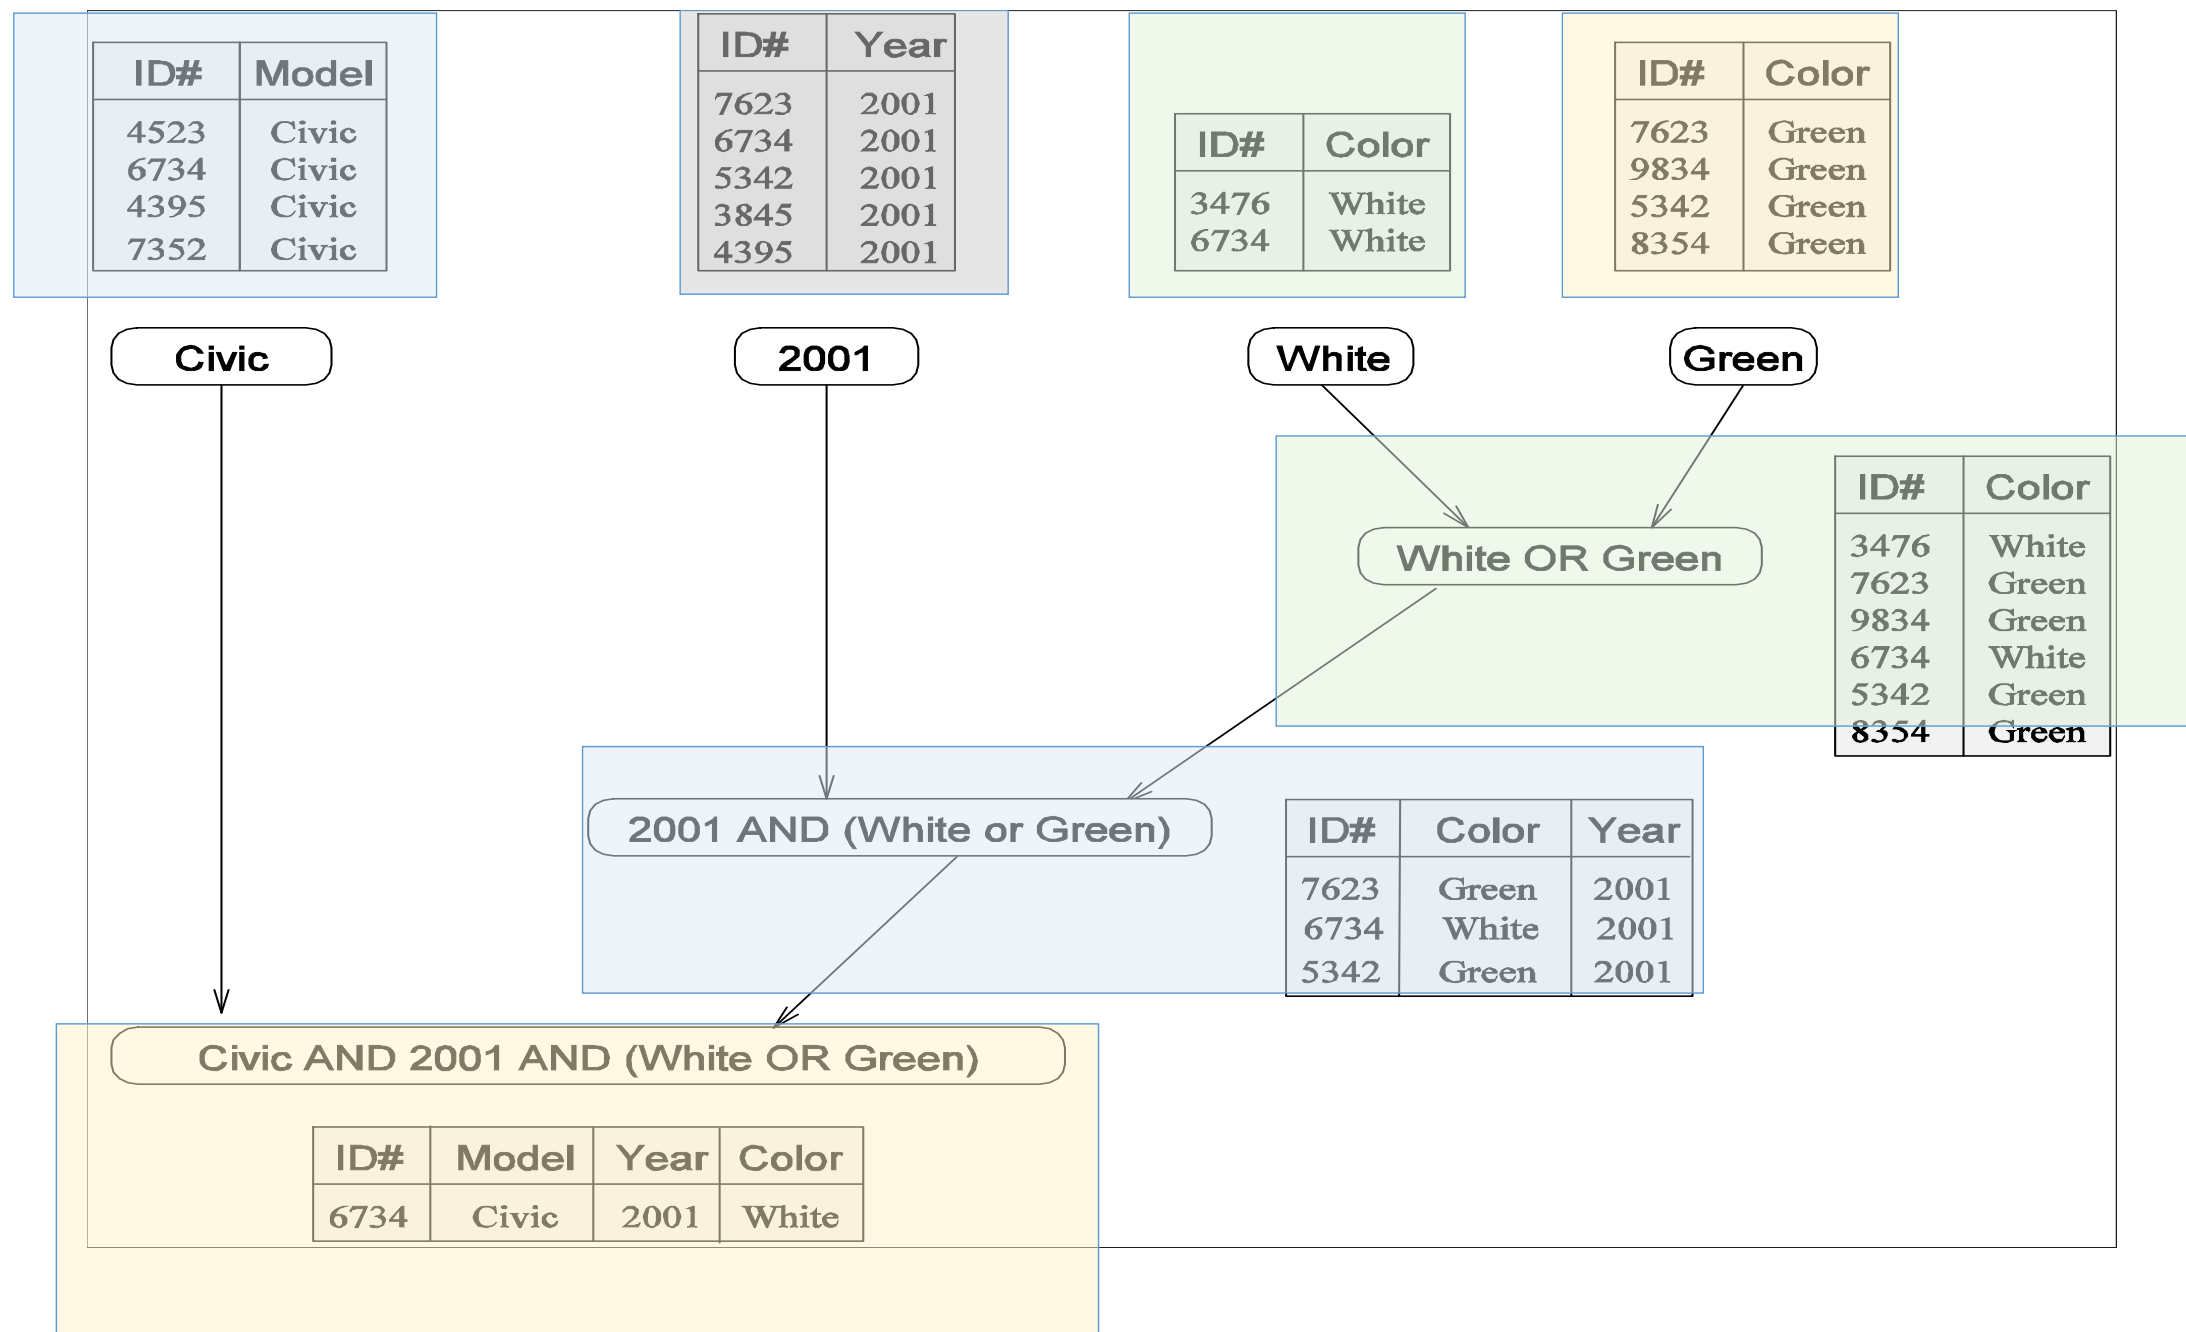 ID# Model
4523 Civic
6734 Civic
4395 Civic
7352 Civic
ID# Year
7623 2001
6734 2001
5342 2001
3845 2001
4395 2001
ID# Color
3476 White
6734 White
ID# Color
7623 Green
9834 Green
5342 Green
8354 Green
Civic
2001
White
Green
White OR Green
ID# Color
3476 White
7623 Green
9834 Green
6734 White
5342 Green
8354 Green
2001 AND (White or Green)
ID# Color Year
7623 Green 2001
6734 White 2001
5342 Green 2001
Civic AND 2001 AND (White OR Green)
ID# Model Year Color
6734 Civic 2001 White